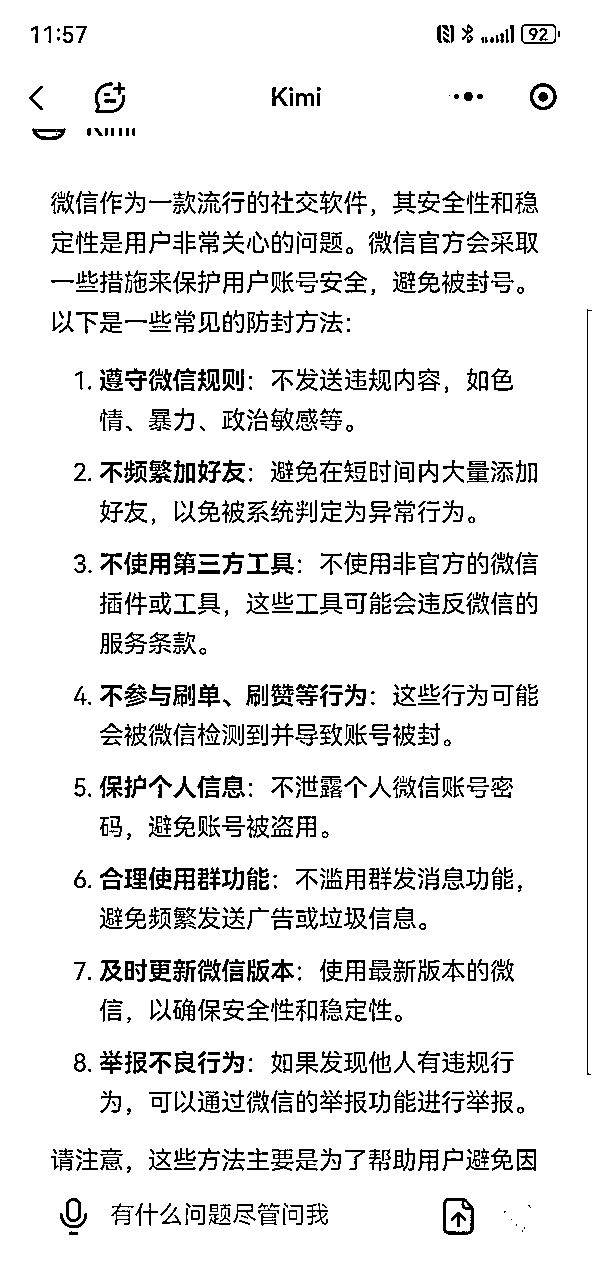 11:57
92
Kimi
Kimi
微信作为一款流行的社交软件，其安全性和稳
定性是用户非常关心的问题。微信官方会采取
一些措施来保护用户账号安全，避免被封号。
以下是一些常见的防封方法：
1. 遵守微信规则：不发送违规内容，如色
情、暴力、政治敏感等。
2. 不频繁加好友：避免在短时间内大量添加
好友，以免被系统判定为异常行为。
3. 不使用第三方工具：不使用非官方的微信
插件或工具，这些工具可能会违反微信的
服务条款。
4. 不参与刷单、刷赞等行为：这些行为可能
会被微信检测到并导致账号被封。
5. 保护个人信息：不泄露个人微信账号密
码，避免账号被盗用。
6. 合理使用群功能：不滥用群发消息功能，
避免频繁发送广告或垃圾信息。
7. 及时更新微信版本：使用最新版本的微
信，以确保安全性和稳定性。
8. 举报不良行为：如果发现他人有违规行
为，可以通过微信的举报功能进行举报。
请注意，这些方法主要是为了帮助用户避免因
有什么问题尽管问我